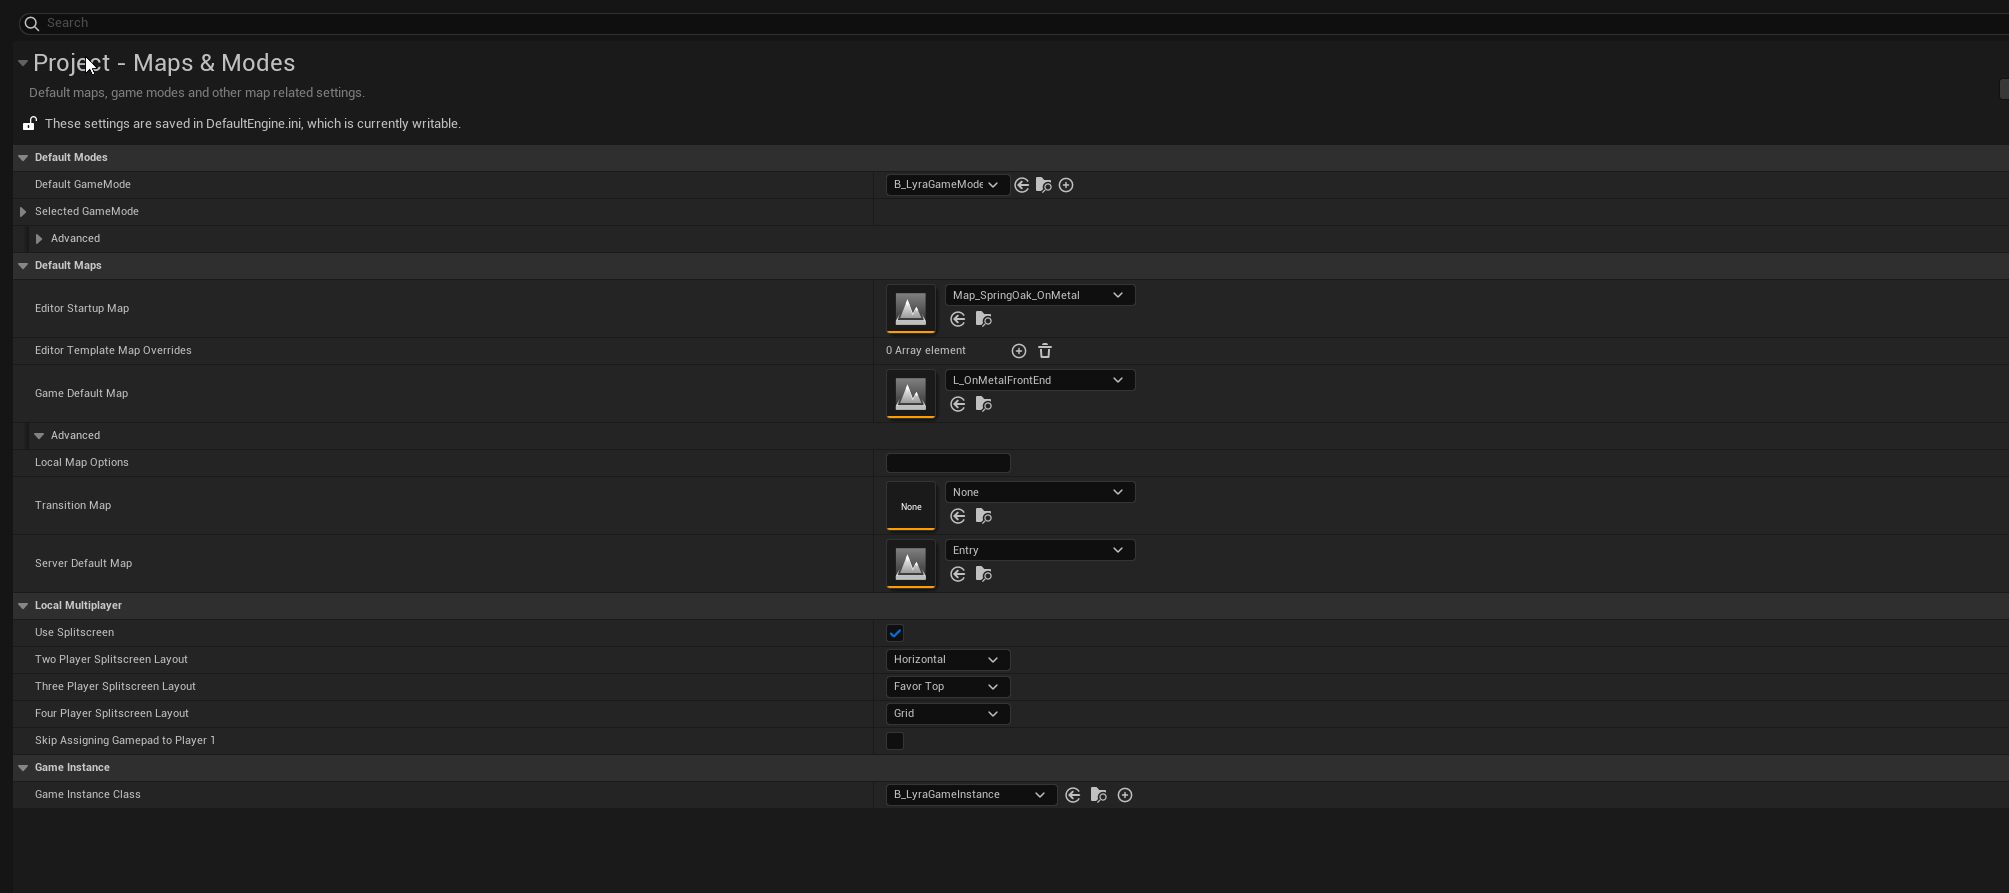 Search
Project - Maps & Modes
Default maps, game modes and other map related settings.
These settings are saved in DefaultEngine.ini, which is currently writable.
Default Modes
Default GameMode B_LyraGameMode
Selected GameMode
Advanced
Default Maps
Editor Startup Map Map_SpringOak_OnMetal
Editor Template Map Overrides 0 Array element
Game Default Map L_OnMetalFrontEnd
Advanced
Local Map Options
Transition Map None None
Server Default Map Entry
Local Multiplayer
Use Splitscreen
Two Player Splitscreen Layout Horizontal
Three Player Splitscreen Layout Favor Top
Four Player Splitscreen Layout Grid
Skip Assigning Gamepad to Player 1
Game Instance
Game Instance Class B_LyraGameInstance